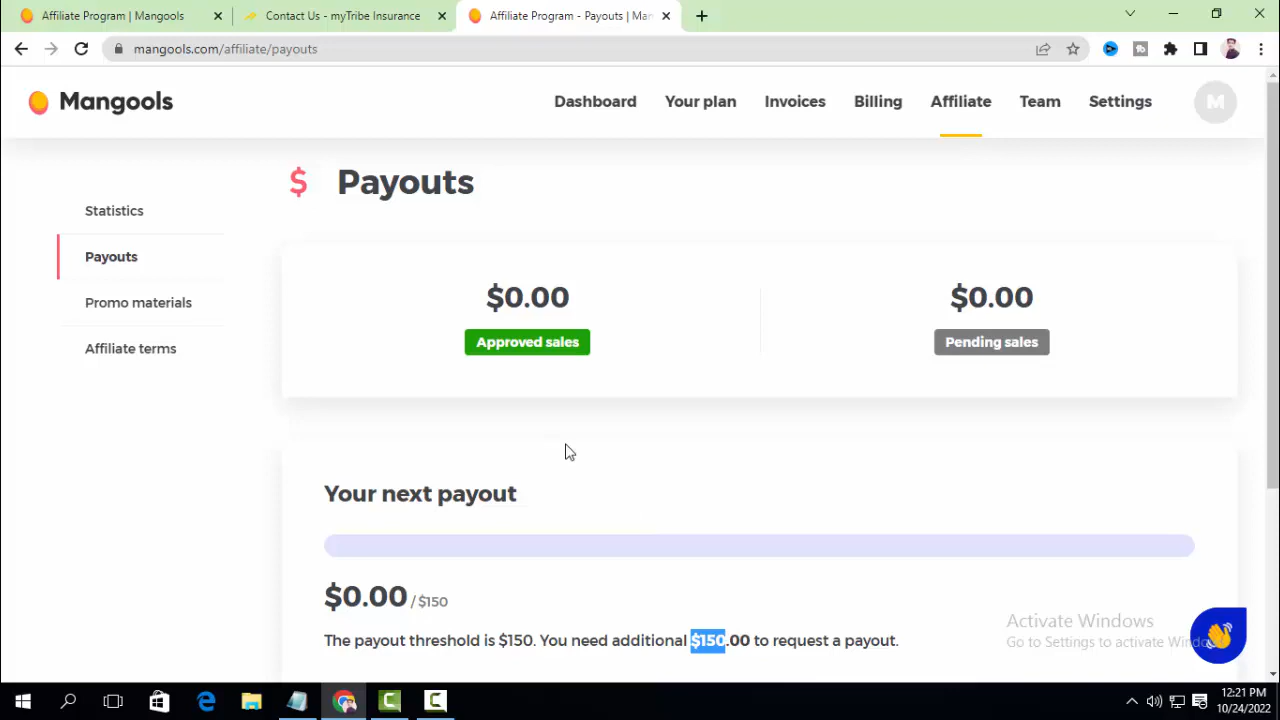 Affiliate Program | Mangools
Contact Us - myTribe Insurance
Affiliate Program - Payouts | Man
mangools.com/affiliate/payouts
Mangools
Dashboard
Your plan
Invoices
Billing
Affiliate
Team
Settings
M
Statistics
Payouts
Promo materials
Affiliate terms
$ Payouts
$0.00
Approved sales
$0.00
Pending sales
Your next payout
$0.00 / $150
The payout threshold is $150. You need additional $150.00 to request a payout.
Activate Windows
Go to Settings to activate Windo
12:21 PM
10/24/2022